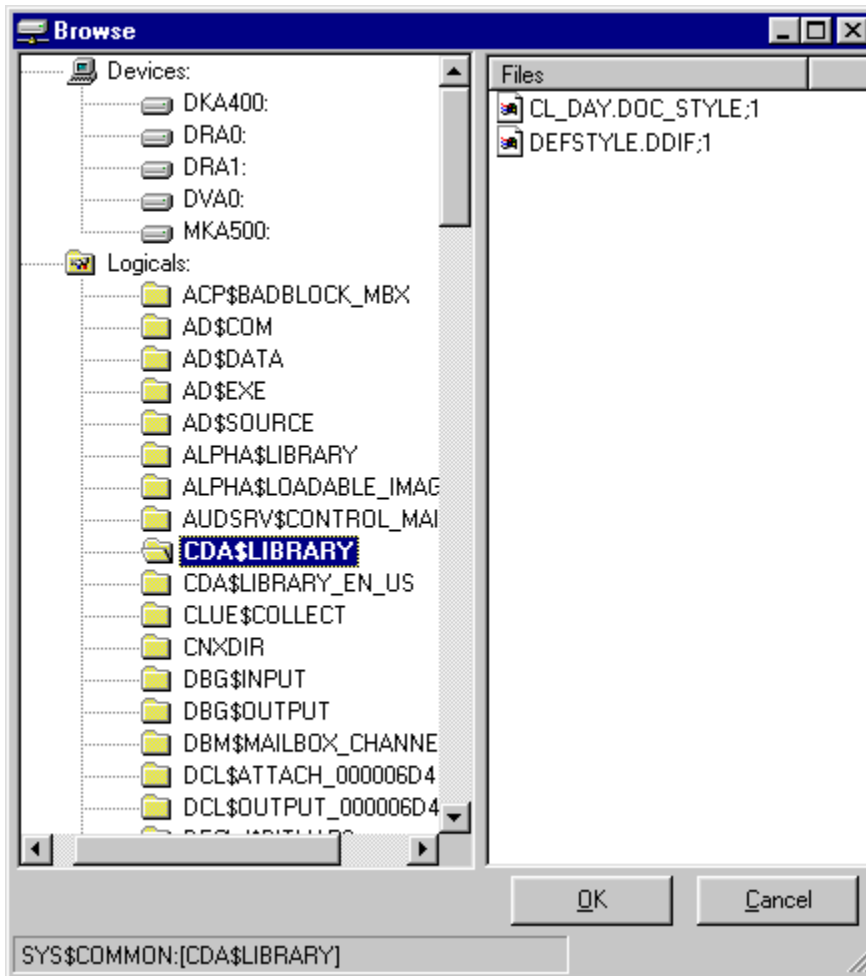 Browse
Devices:
DKA400:
DRA0:
DRA1:
DVA0:
MKA500:
Logicals:
ACP$BADBLOCK_MBX
AD$COM
AD$DATA
AD$EXE
AD$SOURCE
ALPHA$LIBRARY
ALPHA$LOADABLE_IMAG
AUDSRV$CONTROL_MAI
CDA$LIBRARY
CDA$LIBRARY_EN_US
CLUE$COLLECT
CNXDIR
DBG$INPUT
DBG$OUTPUT
DBM$MAILBOX_CHANNE
DCL$ATTACH_000006D4
DCL$OUTPUT_000006D4
Files
CL_DAY.DOC_STYLE;1
DEFSTYLE.DDIF;1
OK
Cancel
SYS$COMMON:[CDA$LIBRARY]